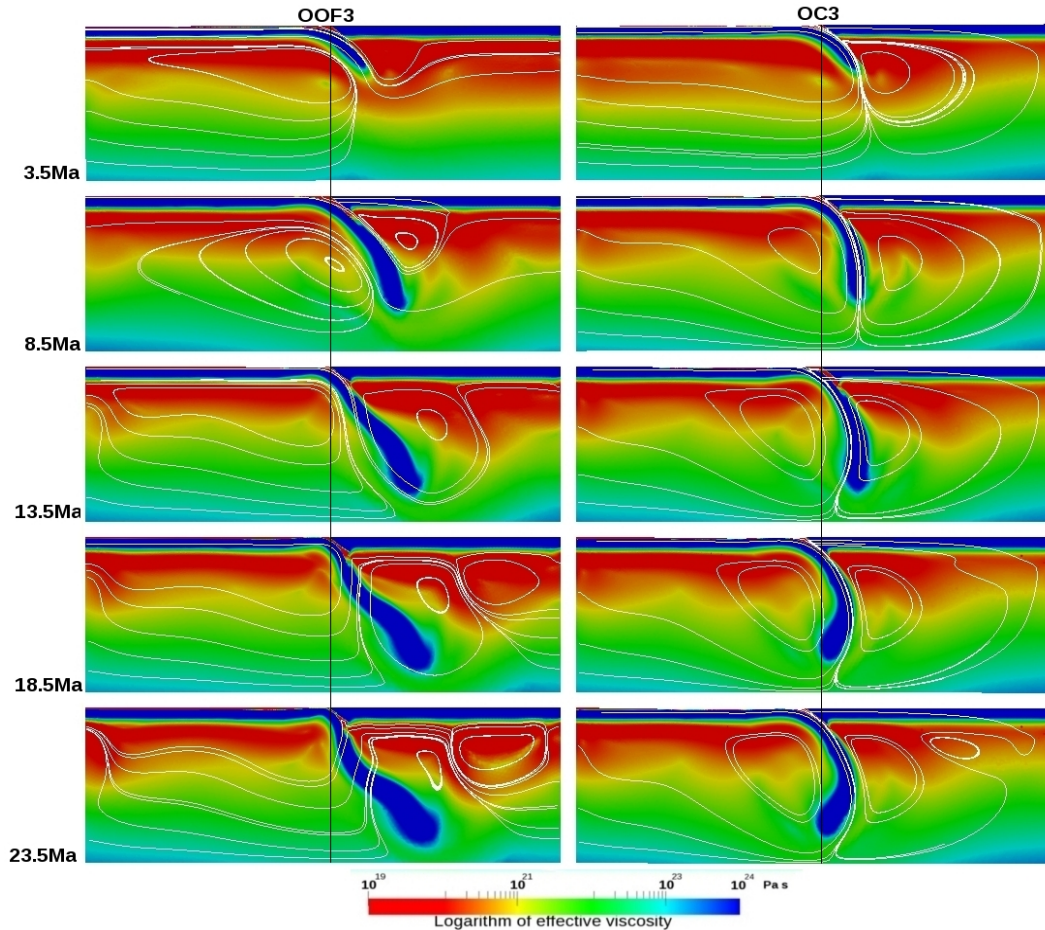 OOF3 OC3
3.5Ma
8.5Ma
13.5Ma
18.5Ma
23.5Ma
10^19 10^21 10^23 10^24 Pa s
Logarithm of effective viscosity